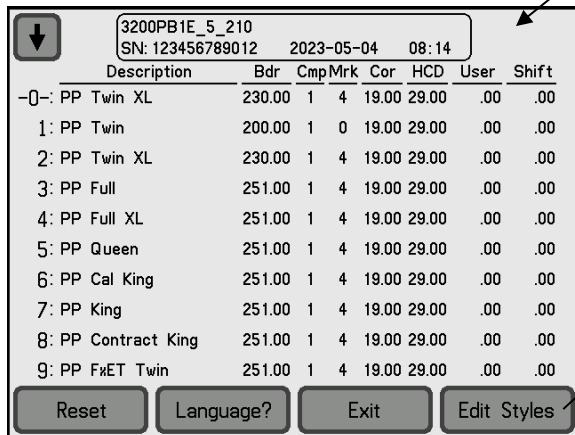 3200PB1E_5_210
SN: 123456789012 2023-05-04 08:14
Description Bdr Cmp Mrk Cor HCD User Shift
-0-: PP Twin XL 230.00 1 4 19.00 29.00 .00 .00
1: PP Twin 200.00 1 0 19.00 29.00 .00 .00
2: PP Twin XL 230.00 1 4 19.00 29.00 .00 .00
3: PP Full 251.00 1 4 19.00 29.00 .00 .00
4: PP Full XL 251.00 1 4 19.00 29.00 .00 .00
5: PP Queen 251.00 1 4 19.00 29.00 .00 .00
6: PP Cal King 251.00 1 4 19.00 29.00 .00 .00
7: PP King 251.00 1 4 19.00 29.00 .00 .00
8: PP Contract King 251.00 1 4 19.00 29.00 .00 .00
9: PP FxET Twin 251.00 1 4 19.00 29.00 .00 .00
Reset Language? Exit Edit Styles